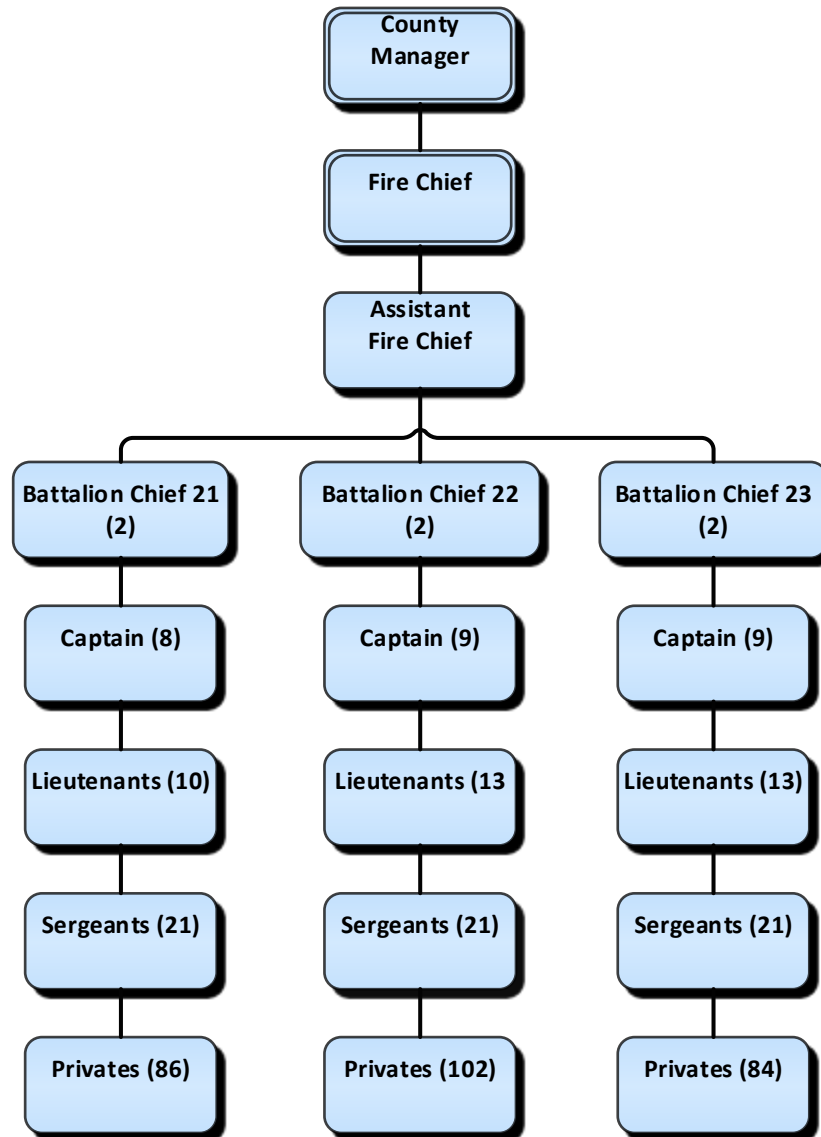 County
Manager
Fire Chief
Assistant
Fire Chief
Battalion Chief 21
(2)
Battalion Chief 22
(2)
Battalion Chief 23
(2)
Captain (8)
Captain (9)
Captain (9)
Lieutenants (10)
Lieutenants (13
Lieutenants (13)
Sergeants (21)
Sergeants (21)
Sergeants (21)
Privates (86)
Privates (102)
Privates (84)